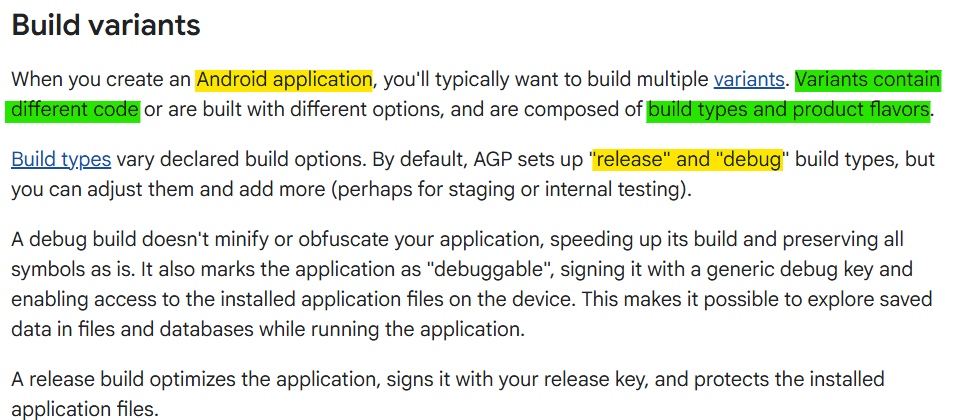 Build variants
When you create an Android application, you'll typically want to build multiple variants. Variants contain
different code or are built with different options, and are composed of build types and product flavors.
Build types vary declared build options. By default, AGP sets up "release" and "debug" build types, but
you can adjust them and add more (perhaps for staging or internal testing).
A debug build doesn't minify or obfuscate your application, speeding up its build and preserving all
symbols as is. It also marks the application as "debuggable", signing it with a generic debug key and
enabling access to the installed application files on the device. This makes it possible to explore saved
data in files and databases while running the application.
A release build optimizes the application, signs it with your release key, and protects the installed
application files.